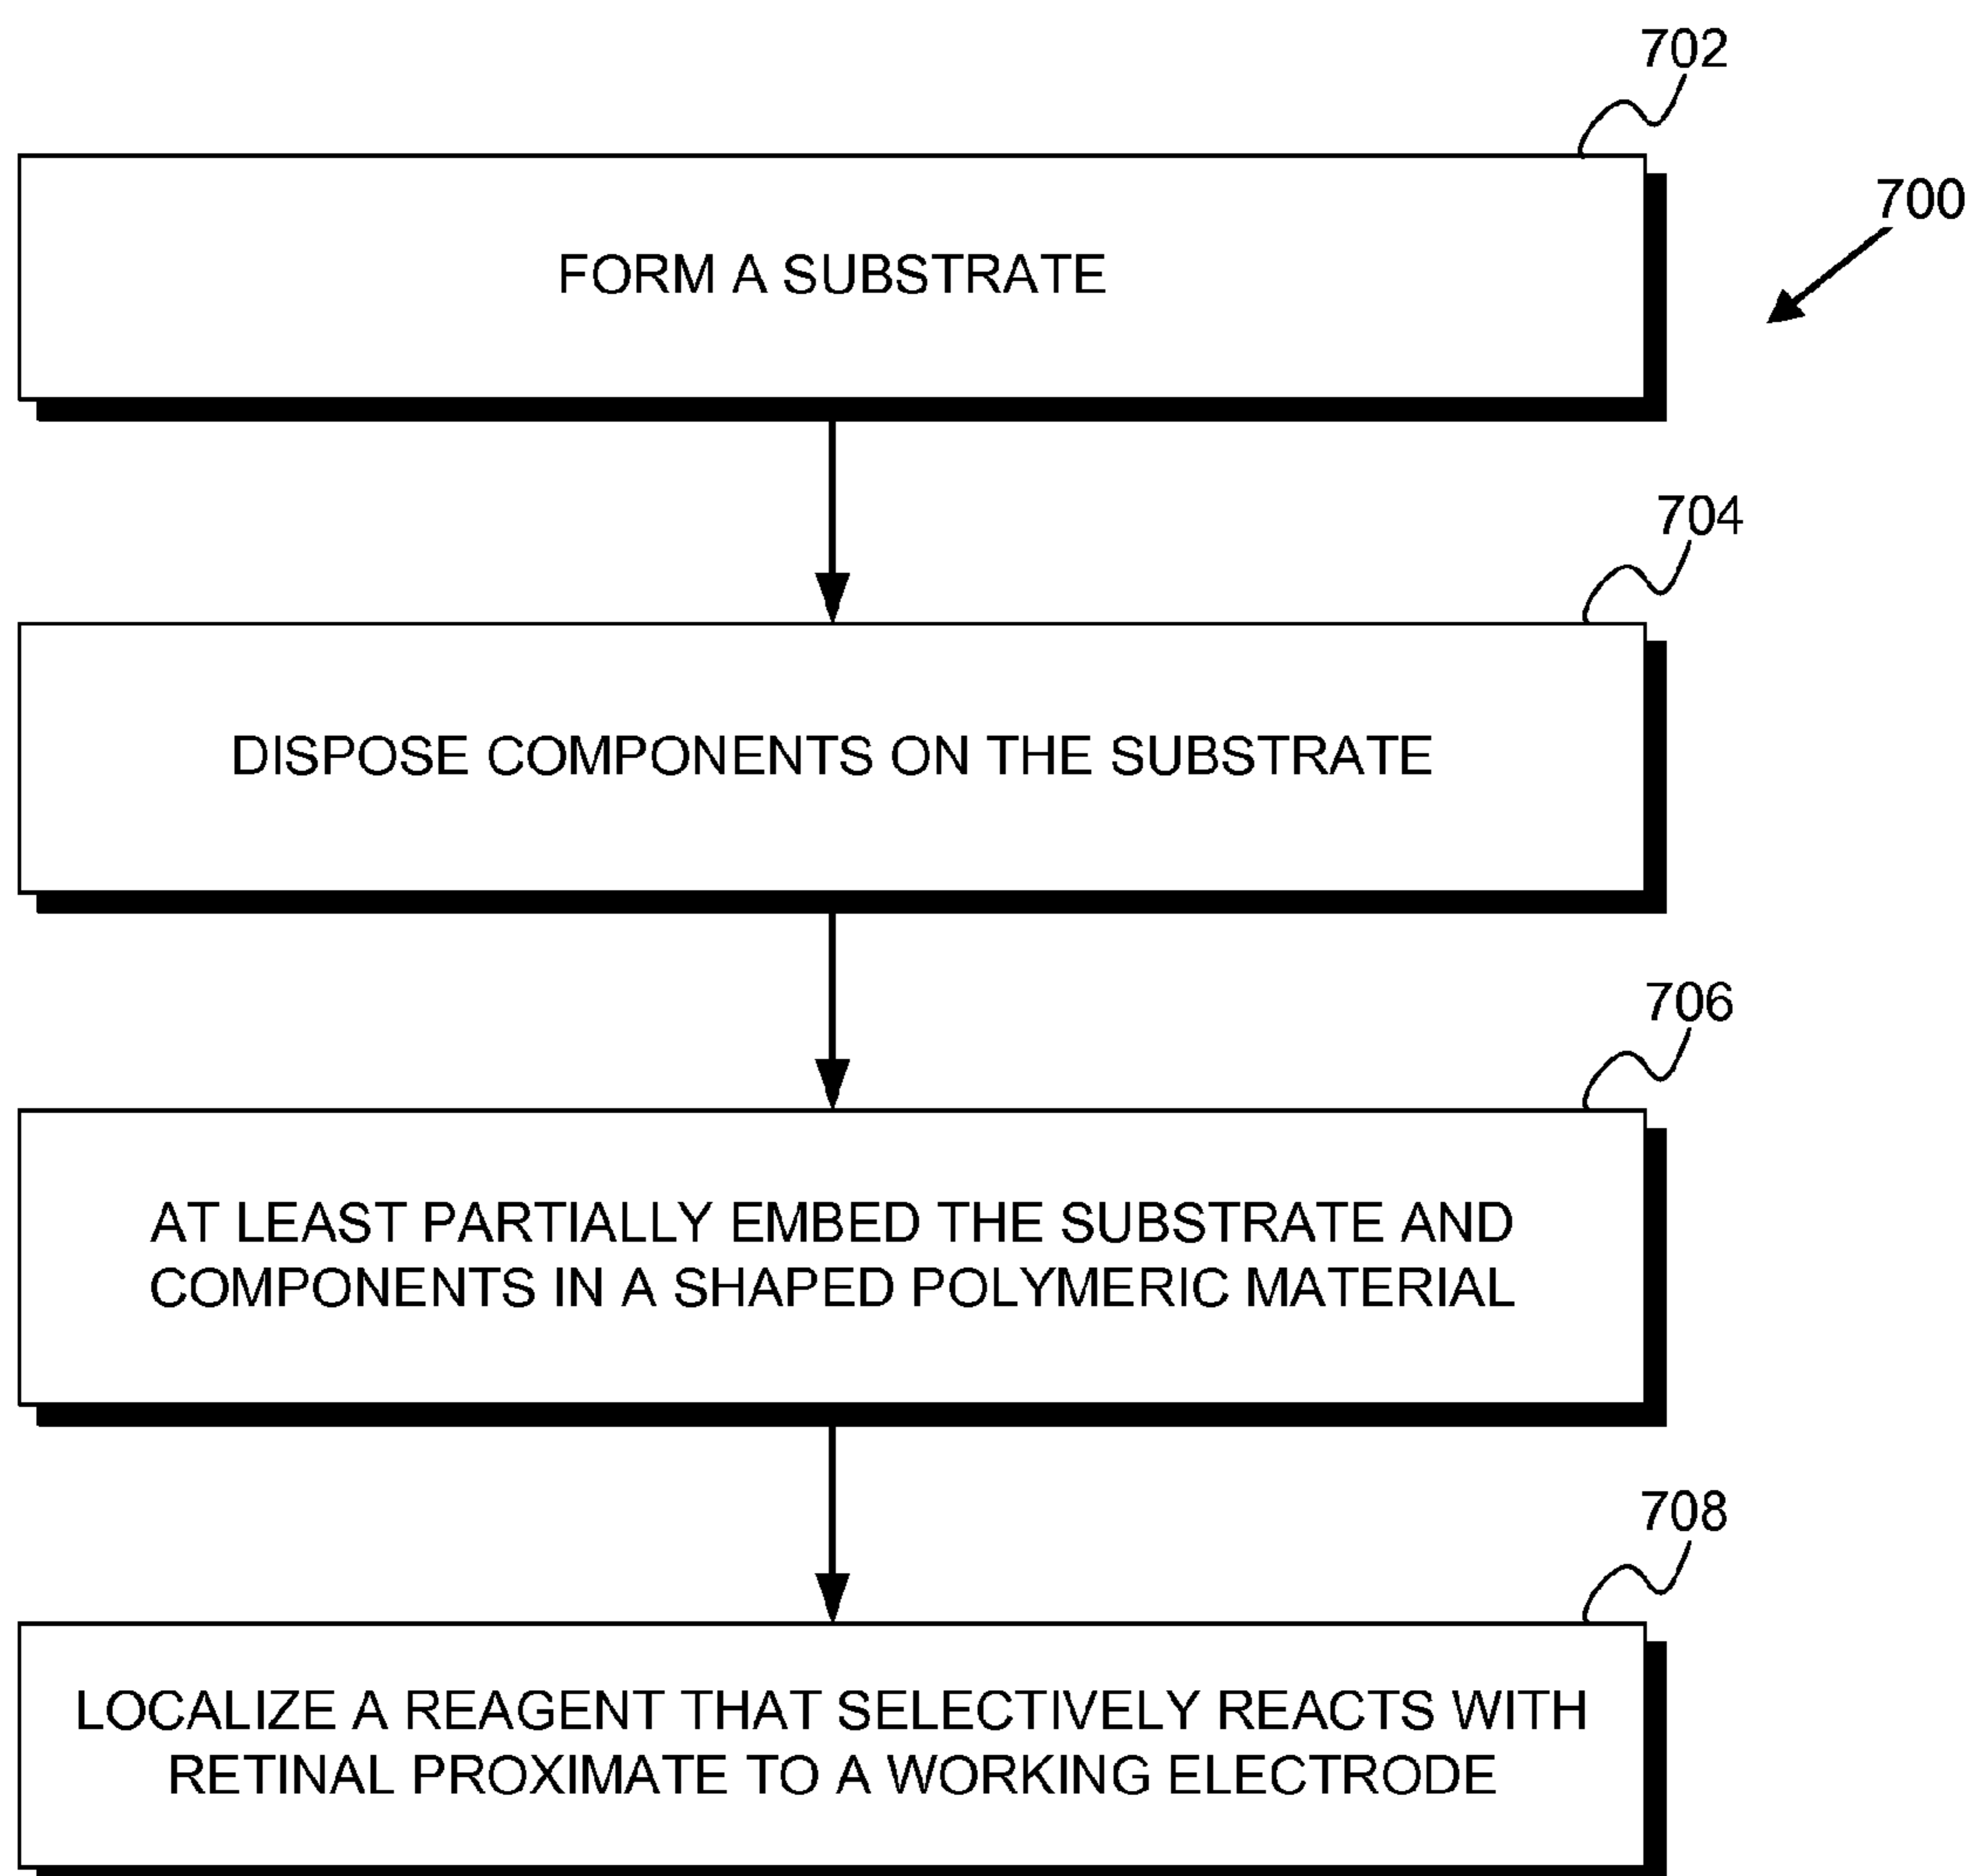 702
700
FORM A SUBSTRATE
704
DISPOSE COMPONENTS ON THE SUBSTRATE
706
AT LEAST PARTIALLY EMBED THE SUBSTRATE AND
COMPONENTS IN A SHAPED POLYMERIC MATERIAL
708
LOCALIZE A REAGENT THAT SELECTIVELY REACTS WITH
RETINAL PROXIMATE TO A WORKING ELECTRODE